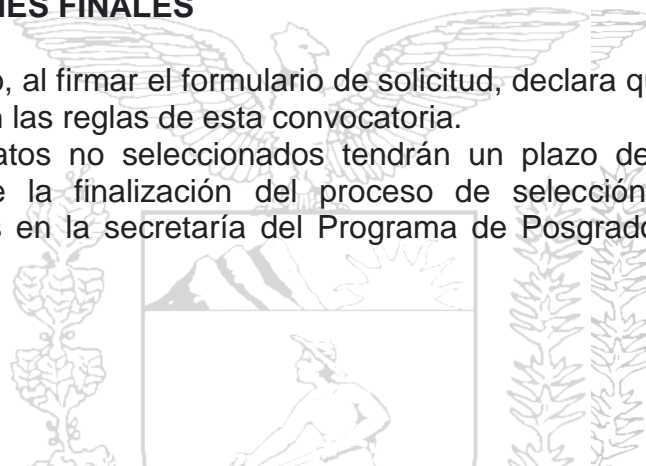 NES FINALES
o, al firmar el formulario de solicitud, declara qu
n las reglas de esta convocatoria.
atos no seleccionados tendrán un plazo de
e la finalización del proceso de selección
s en la secretaría del Programa de Posgrado